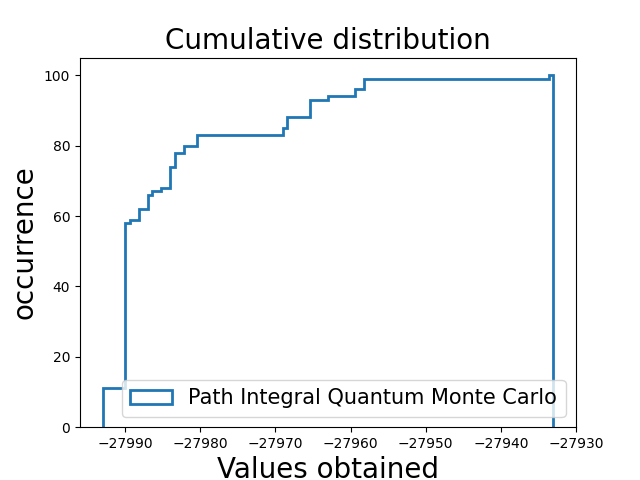 Cumulative distribution
occurrence
100
80
60
40
20
0
Path Integral Quantum Monte Carlo
−27990 −27980 −27970 −27960 −27950 −27940 −27930
Values obtained